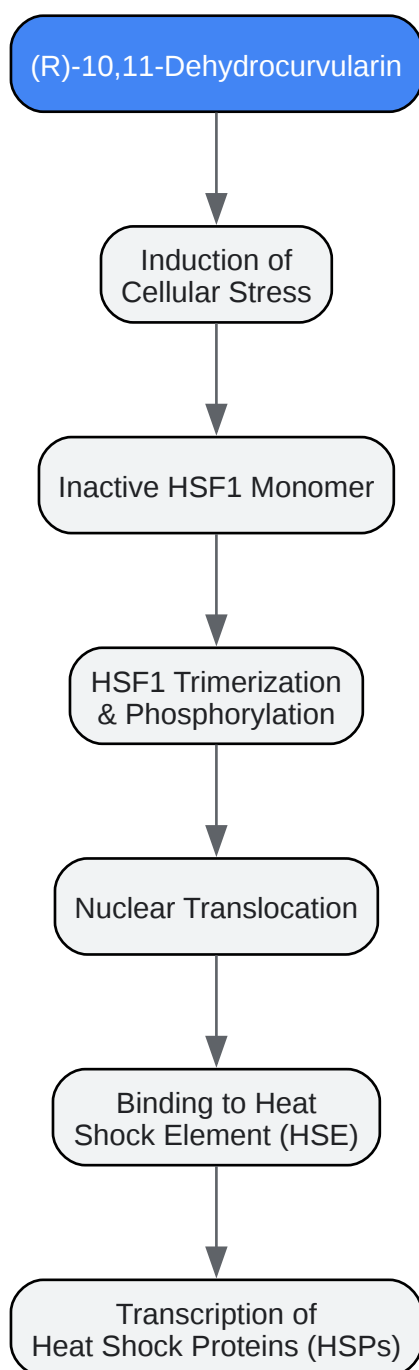 (R)-10,11-Dehydrocurvularin
Induction of
Cellular Stress
Inactive HSF1 Monomer
HSF1 Trimerization
& Phosphorylation
Nuclear Translocation
Binding to Heat
Shock Element (HSE)
Transcription of
Heat Shock Proteins (HSPs)